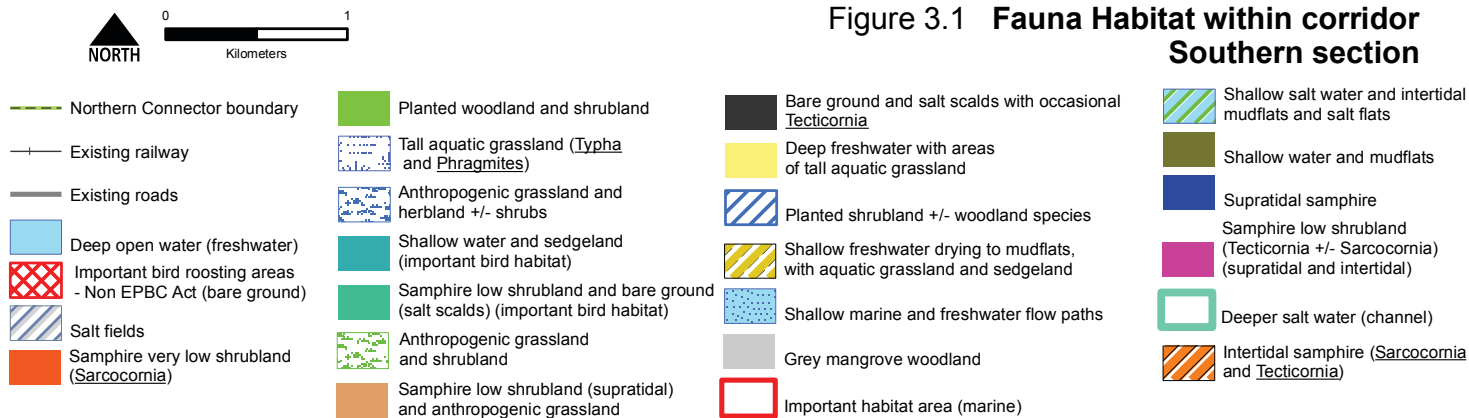 Figure 3.1 Fauna Habitat within corridor
Southern section
0 1
Kilometers
NORTH
Northern Connector boundary
Existing railway
Existing roads
Deep open water (freshwater)
Important bird roosting areas
- Non EPBC Act (bare ground)
Salt fields
Samphire very low shrubland
(Sarcocornia)
Planted woodland and shrubland
Tall aquatic grassland (Typha
and Phragmites)
Anthropogenic grassland and
herbland +/- shrubs
Shallow water and sedgeland
(important bird habitat)
Samphire low shrubland and bare ground
(salt scalds) (important bird habitat)
Anthropogenic grassland
and shrubland
Samphire low shrubland (supratidal)
and anthropogenic grassland
Bare ground and salt scalds with occasional
Tecticornia
Deep freshwater with areas
of tall aquatic grassland
Planted shrubland +/- woodland species
Shallow freshwater drying to mudflats,
with aquatic grassland and sedgeland
Shallow marine and freshwater flow paths
Grey mangrove woodland
Important habitat area (marine)
Shallow salt water and intertidal
mudflats and salt flats
Shallow water and mudflats
Supratidal samphire
Samphire low shrubland
(Tecticornia +/- Sarcocornia)
(supratidal and intertidal)
Deeper salt water (channel)
Intertidal samphire (Sarcocornia
and Tecticornia)